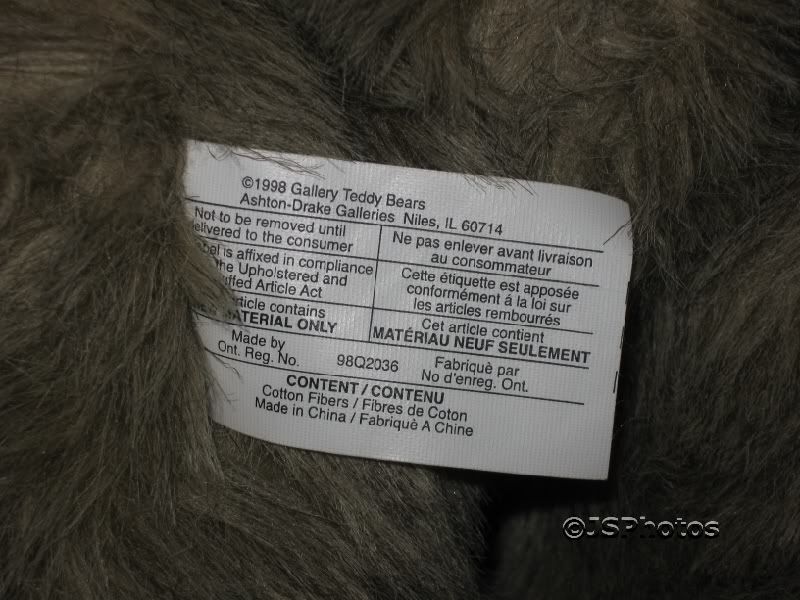 ©1998 Gallery Teddy Bears
Ashton-Drake Galleries Niles, IL 60714
Not to be removed until
delivered to the consumer
is affixed in compliance
the Upholstered and
Article Act
article contains
MATERIAL ONLY
Ne pas enlever avant livraison
au consommateur
Cette étiquette est apposée
conformément á la loi sur
les articles rembourrés
Cet article contient
MATÉRIAU NEUF SEULEMENT
Made by
Ont. Reg. No.
98Q2036
Fabriquè par
No d'enreg. Ont.
CONTENT / CONTENU
Cotton Fibers / Fibres de Coton
Made in China / Fabriquè A Chine
©JSPhotos